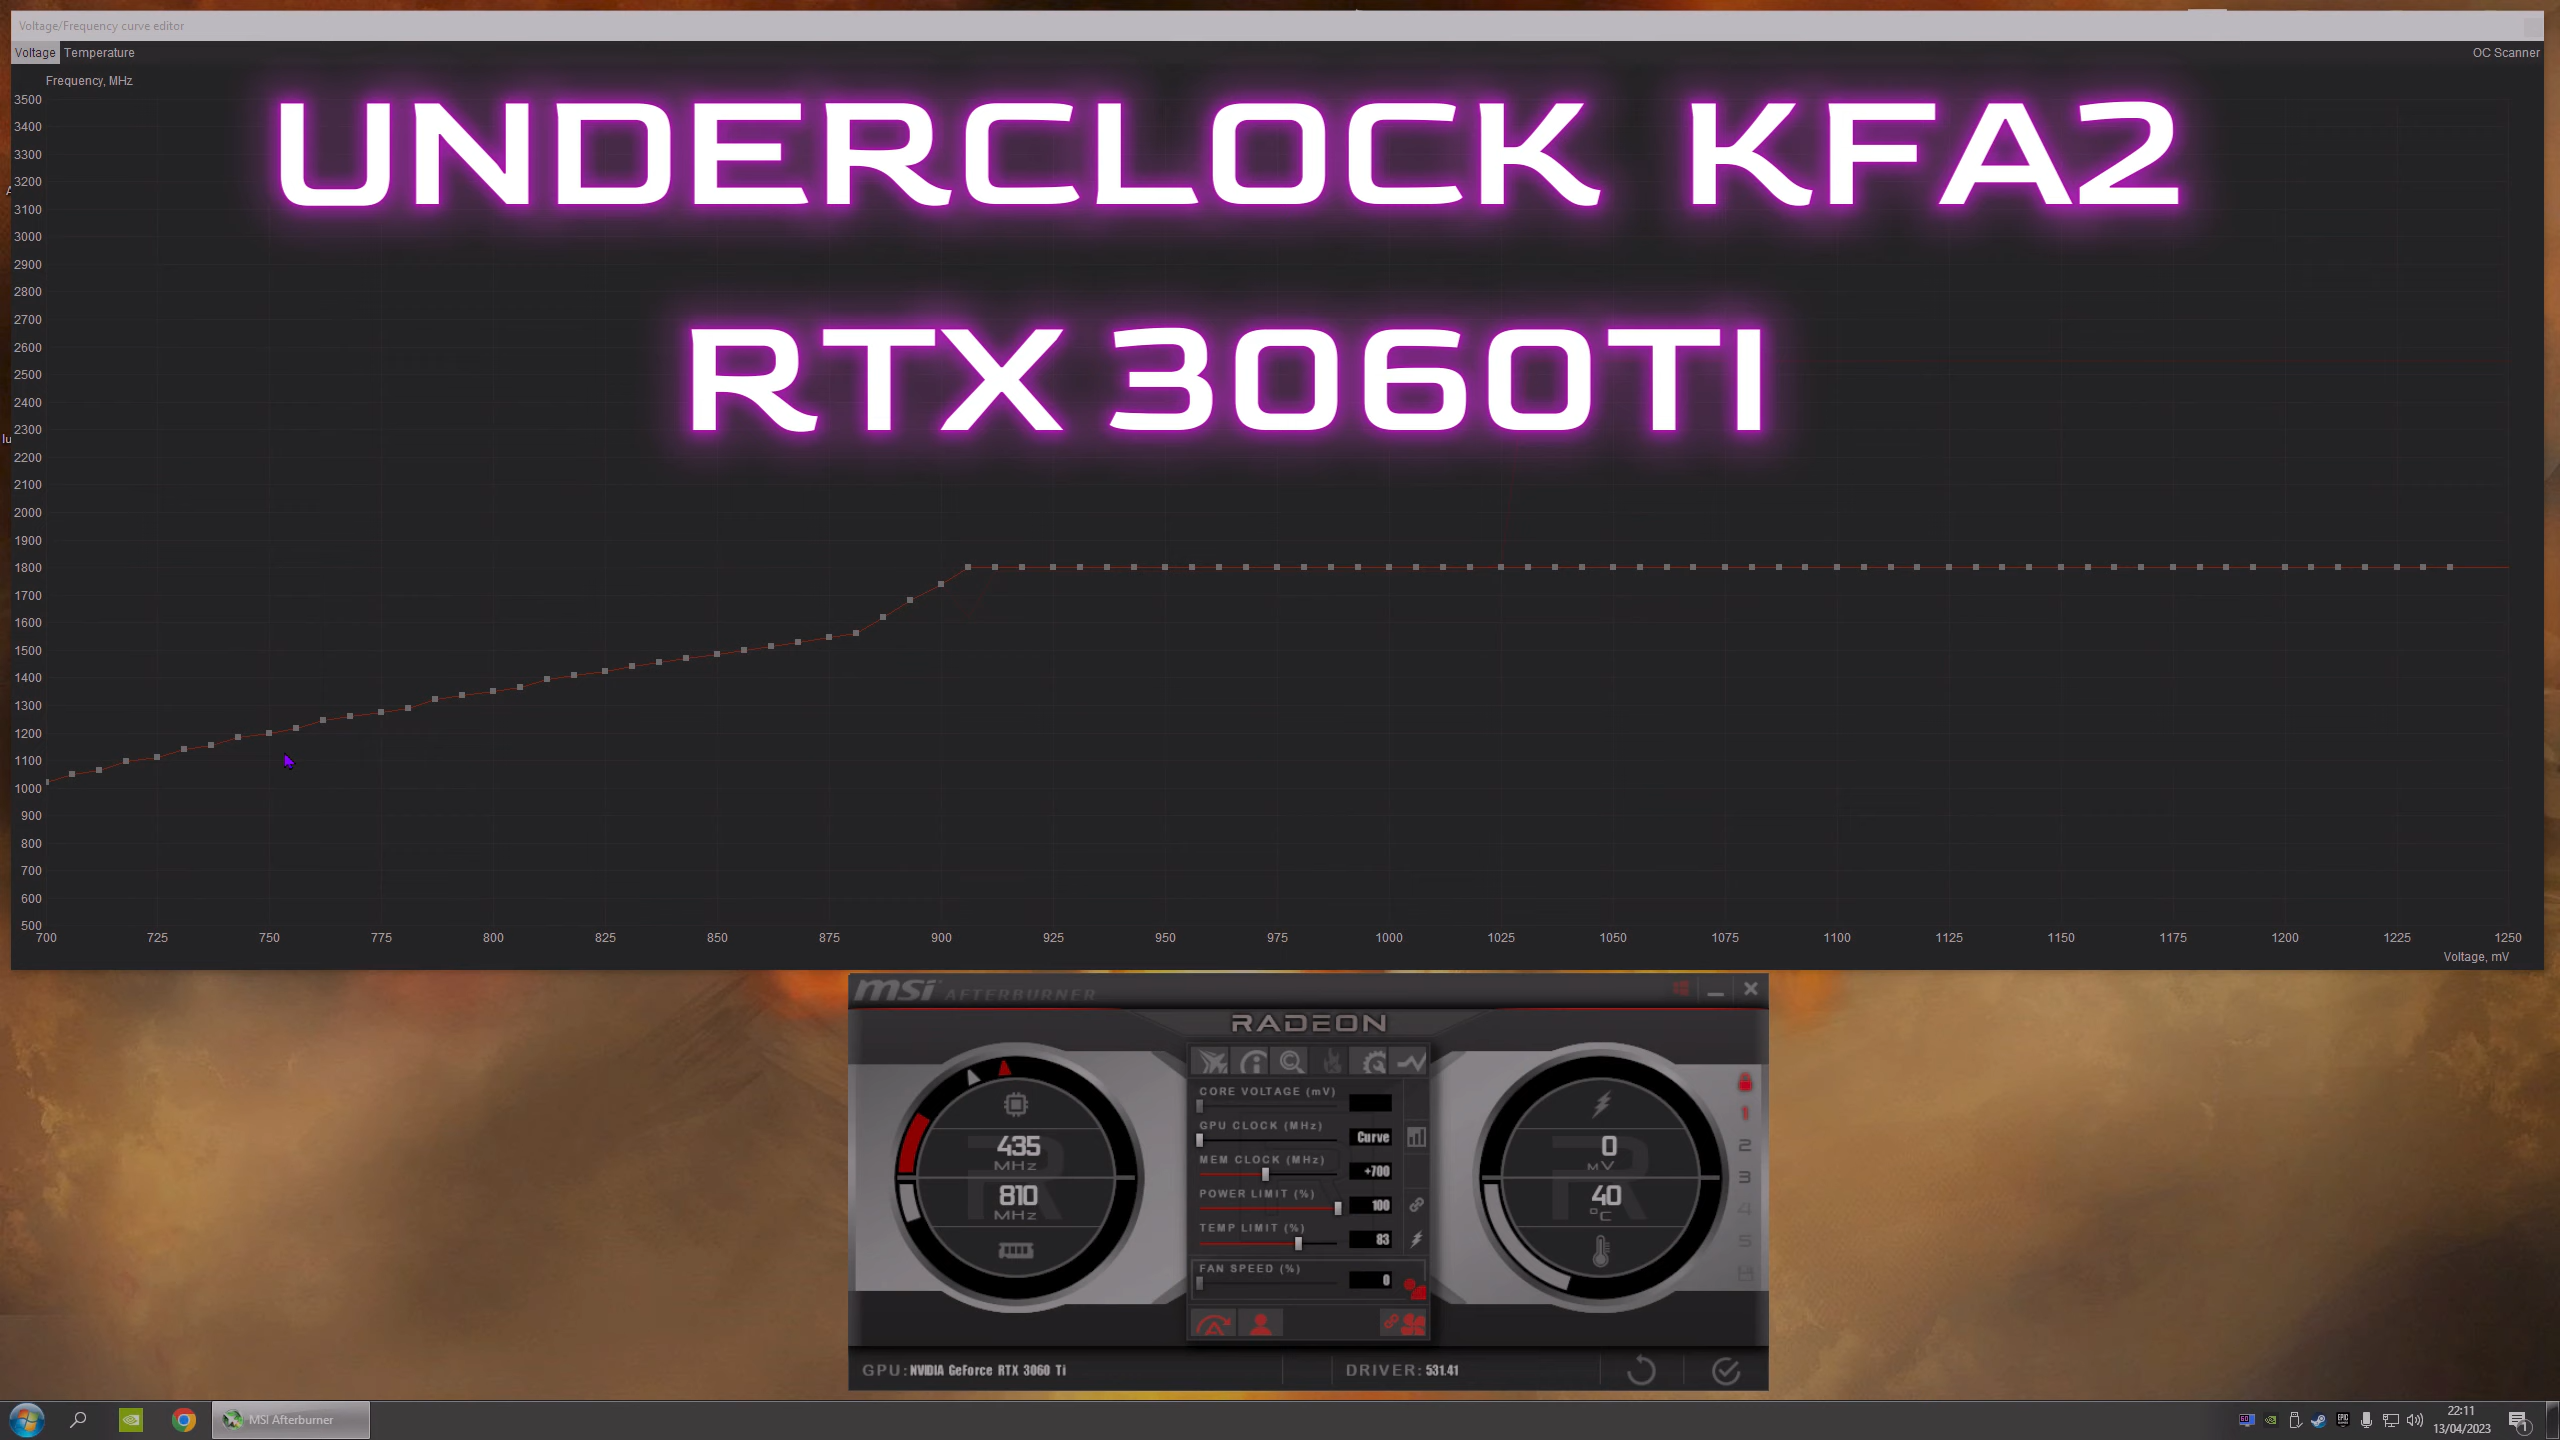 Voltage/Frequency curve editor
Voltage Temperature OC Scanner
Frequency, MHz
UNDERCLOCK KFA2
RTX 3060TI
3500
3400
3300
3200
3100
3000
2900
2800
2700
2600
2500
2400
2300
2200
2100
2000
1900
1800
1700
1600
1500
1400
1300
1200
1100
1000
900
800
700
600
500
700 725 750 775 800 825 850 875 900 925 950 975 1000 1025 1050 1075 1100 1125 1150 1175 1200 1225 1250
Voltage, mV
msi AFTERBURNER
RADEON
435
MHz
810
MHz
CORE VOLTAGE (mV)
GPU CLOCK (MHz) Curve
MEM CLOCK (MHz) +700
POWER LIMIT (%) 100
TEMP LIMIT (%) 83
FAN SPEED (%) 0
0
MV
40
°C
1
2
3
4
5
GPU: NVIDIA GeForce RTX 3060 Ti DRIVER: 531.41
MSI Afterburner
22:11
13/04/2023
1